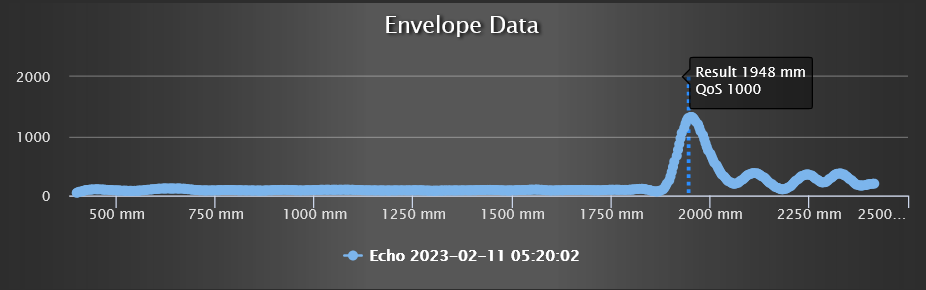 Envelope Data
2000
1000
0
Result 1948 mm
QoS 1000
500 mm 750 mm 1000 mm 1250 mm 1500 mm 1750 mm 2000 mm 2250 mm 2500...
Echo 2023-02-11 05:20:02